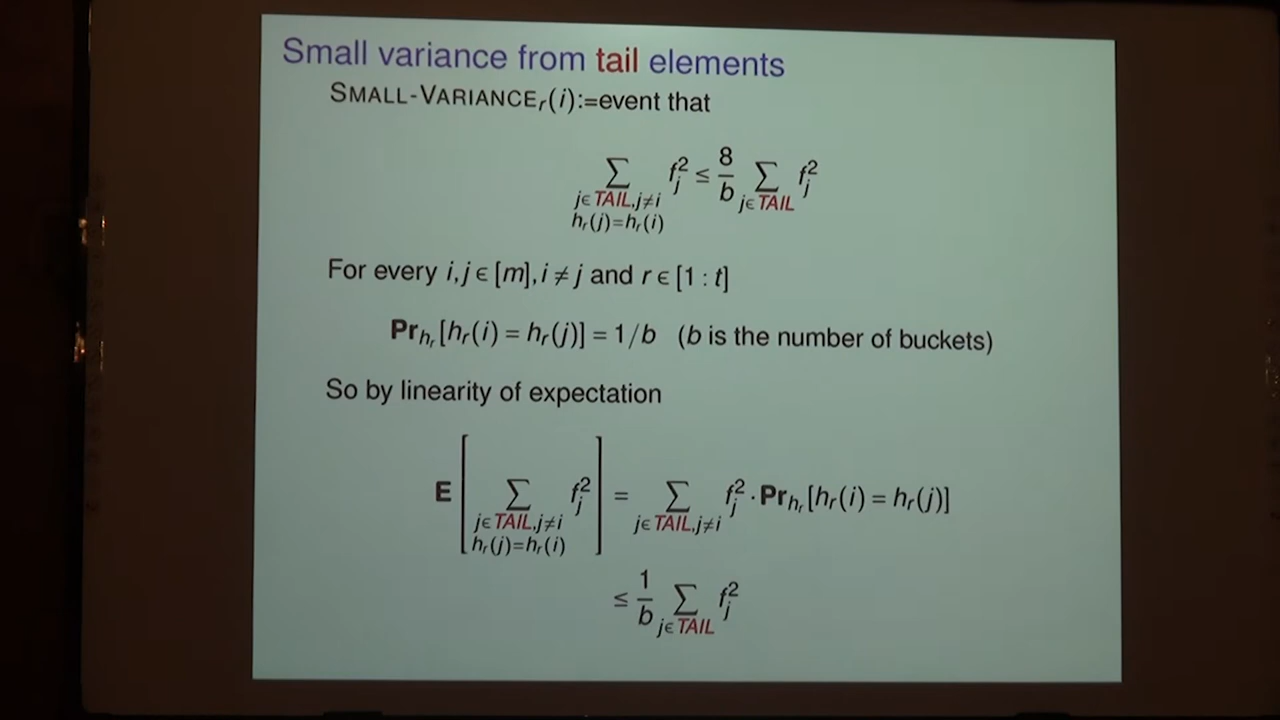 Small variance from tail elements
SMALL-VARIANCE_r(i):=event that
∑_{j∈TAIL,j≠i h_r(j)=h_r(i)} f_j^2 ≤ 8/b ∑_{j∈TAIL} f_j^2
For every i,j∈[m],i≠j and r∈[1:t]
Pr_{h_r}[h_r(i)=h_r(j)]=1/b (b is the number of buckets)
So by linearity of expectation
E[∑_{j∈TAIL,j≠i h_r(j)=h_r(i)} f_j^2] = ∑_{j∈TAIL,j≠i} f_j^2·Pr_{h_r}[h_r(i)=h_r(j)]
≤ 1/b ∑_{j∈TAIL} f_j^2